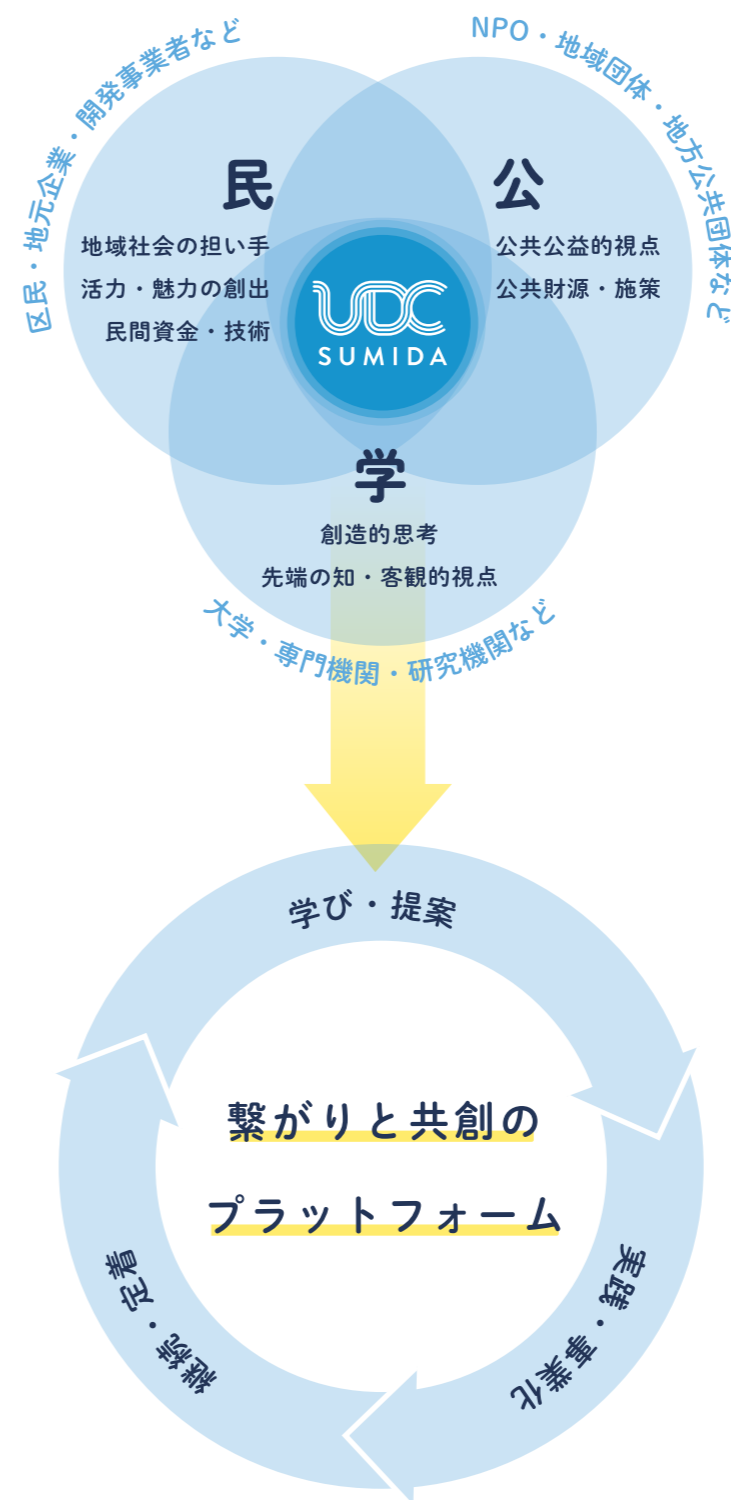 区民・地元企業・開発事業者など
NPO・地域団体・地方公共団体など
民
地域社会の担い手
活力・魅力の創出
民間資金・技術
公
公共公益的視点
公共財源・施策
UDC
SUMIDA
学
創造的思考
先端の知・客観的視点
大学・専門機関・研究機関など
学び・提案
繋がりと共創の
プラットフォーム
実践・事業化
継続・定着